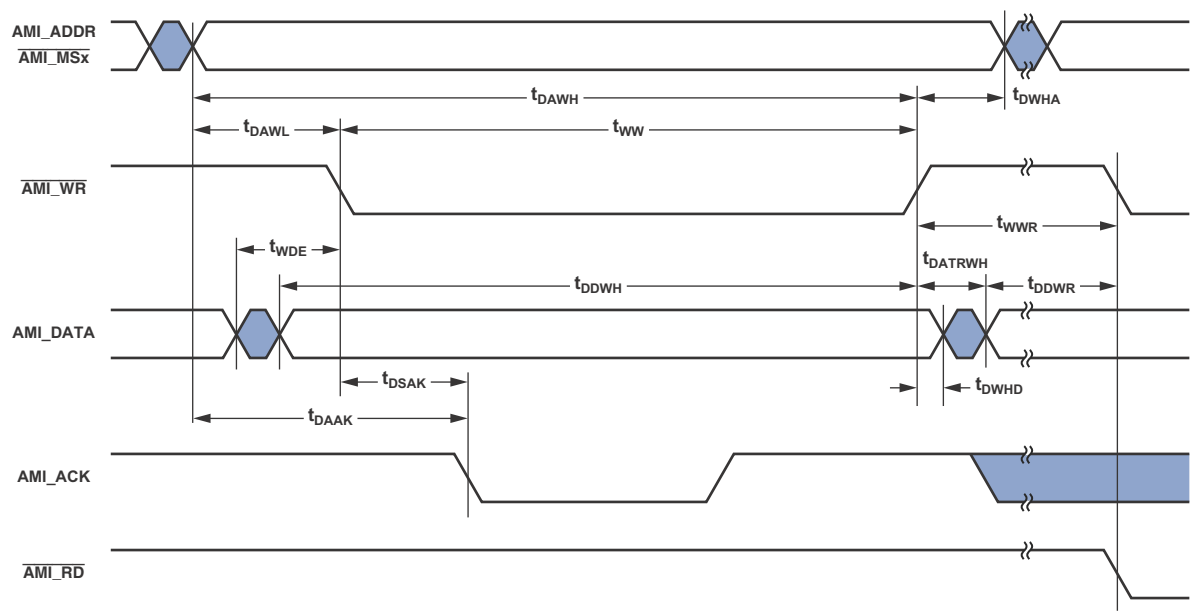 AMI_ADDR
AMI_MSx
tDAWH
tDWHA
tDAWL
tWW
AMI_WR
tWWR
tWDE
tDATRWH
tDDWH
tDDWR
AMI_DATA
tDSAK
tDWHD
tDAAK
AMI_ACK
AMI_RD